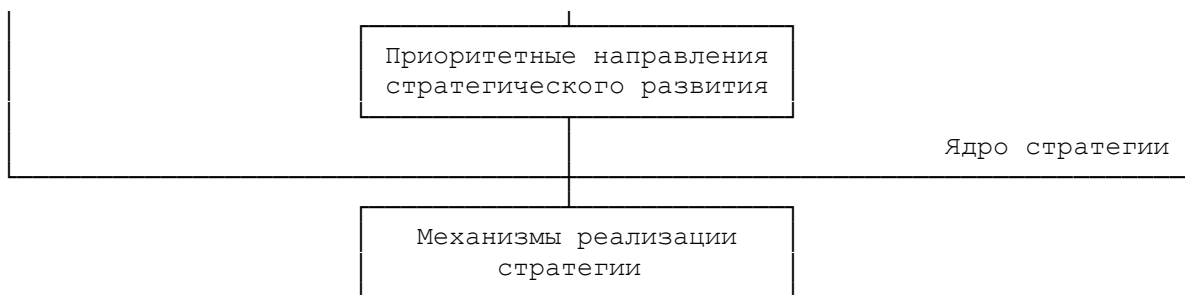 Приоритетные направления
стратегического развития
Ядро стратегии
Механизмы реализации
стратегии